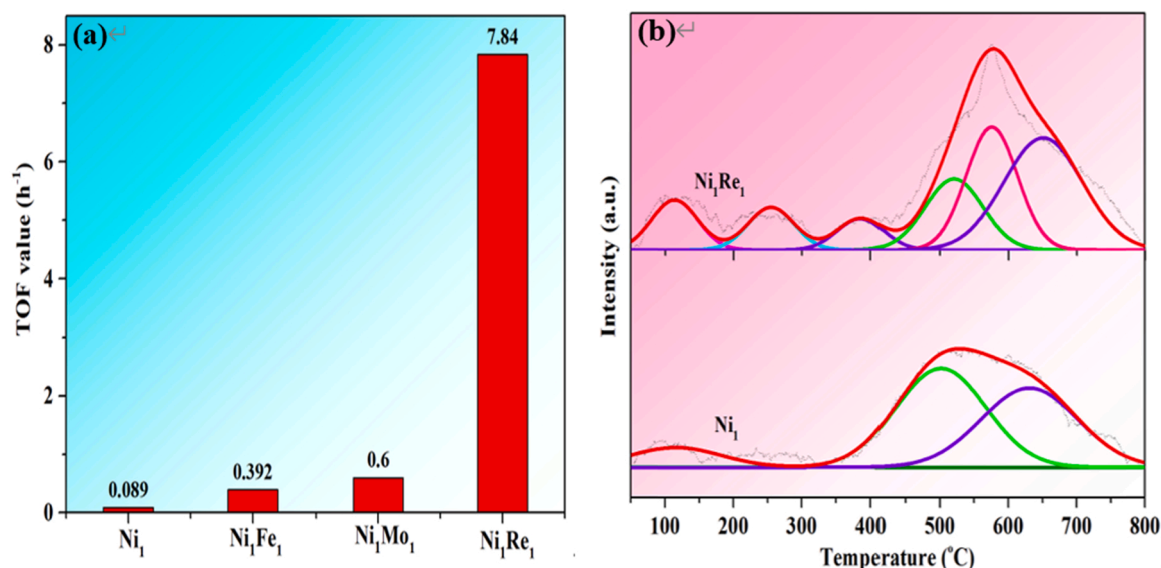 (a)↵
TOF value (h⁻¹)
8
6
4
2
0
0.089
0.392
0.6
7.84
Ni₁
Ni₁Fe₁
Ni₁Mo₁
Ni₁Re₁
(b)↵
Intensity (a.u.)
Ni₁Re₁
Ni₁
100 200 300 400 500 600 700 800
Temperature (°C)